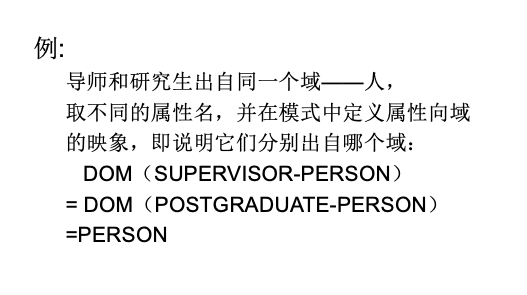 例:
导师和研究生出自同一个域——人，
取不同的属性名，并在模式中定义属性向域
的映象，即说明它们分别出自哪个域：
DOM（SUPERVISOR-PERSON）
= DOM（POSTGRADUATE-PERSON）
=PERSON